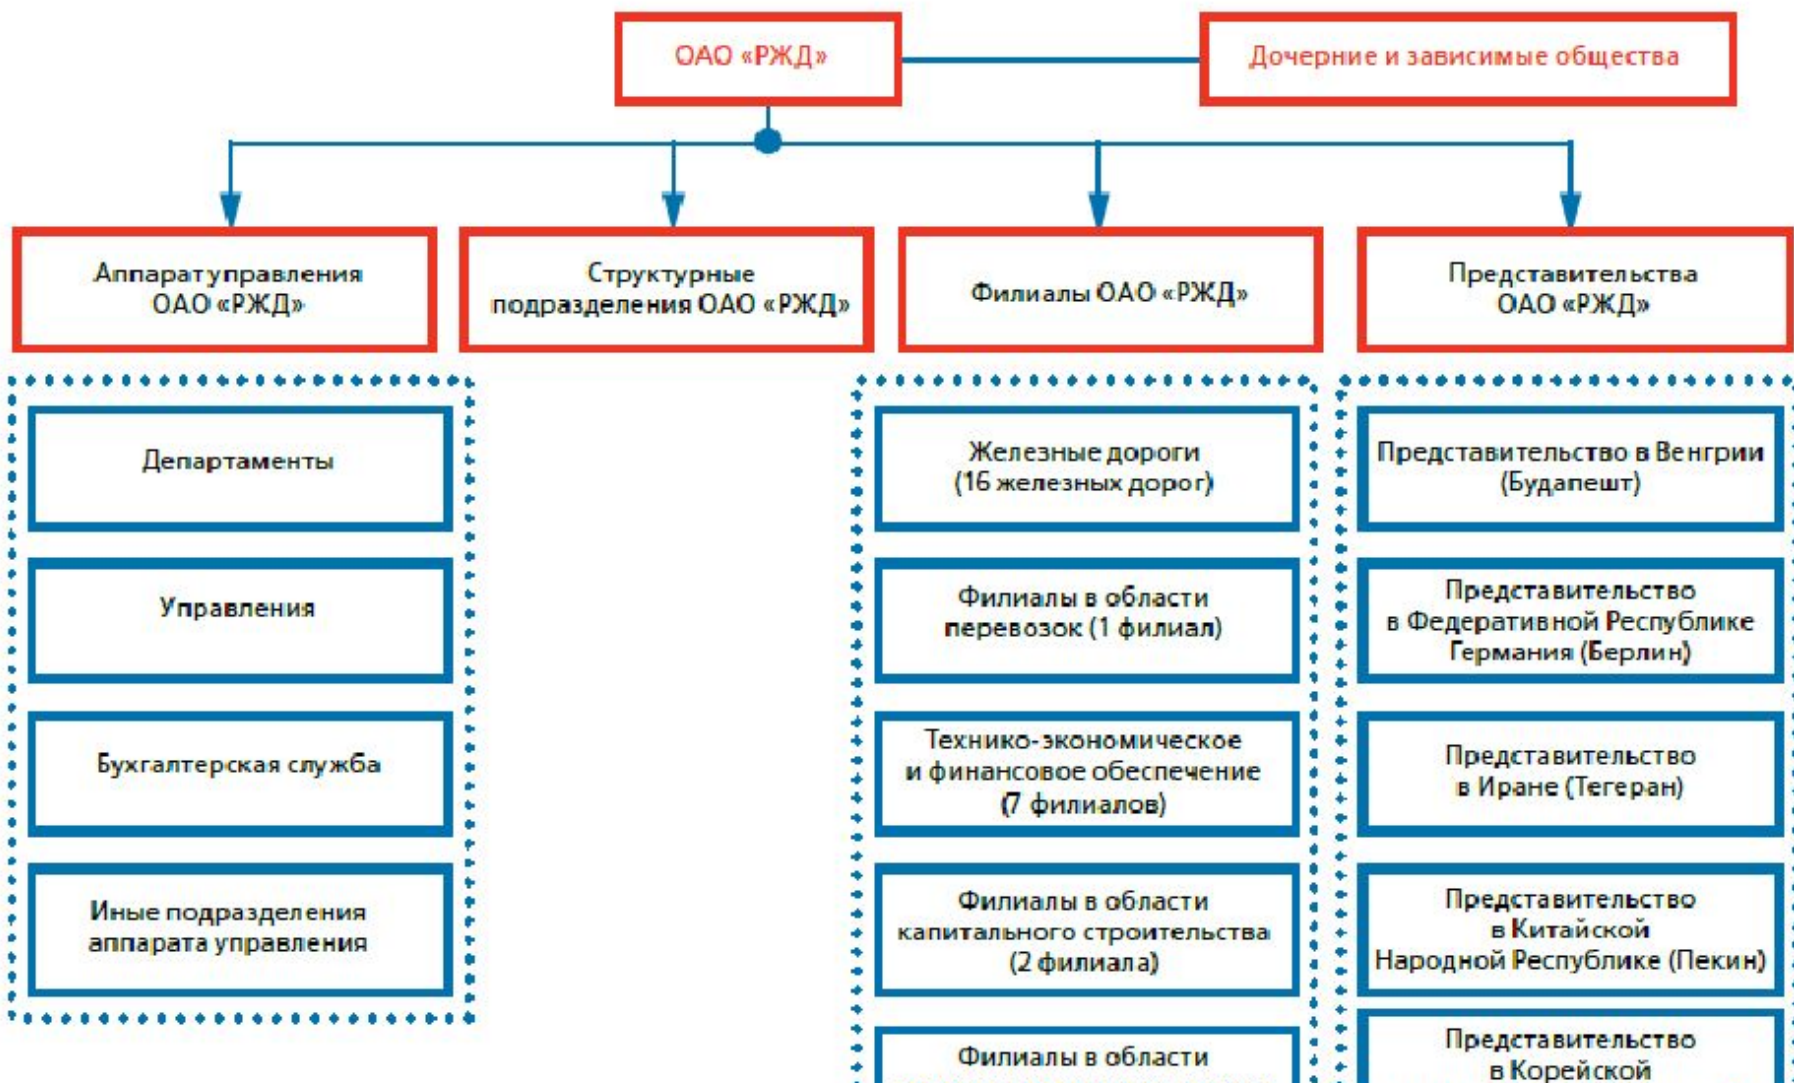 ОАО «РЖД»
Дочерние и зависимые общества
Аппарат управления
ОАО «РЖД»
Структурные
подразделения ОАО «РЖД»
Филиалы ОАО «РЖД»
Представительства
ОАО «РЖД»
Департаменты
Управления
Бухгалтерская служба
Иные подразделения
аппарата управления
Железные дороги
(16 железных дорог)
Филиалы в области
перевозок (1 филиал)
Технико-экономическое
и финансовое обеспечение
(7 филиалов)
Филиалы в области
капитального строительства
(2 филиала)
Филиалы в области
Представительство в Венгрии
(Будапешт)
Представительство
в Федеративной Республике
Германия (Берлин)
Представительство
в Иране (Тегеран)
Представительство
в Китайской
Народной Республике (Пекин)
Представительство
в Корейской